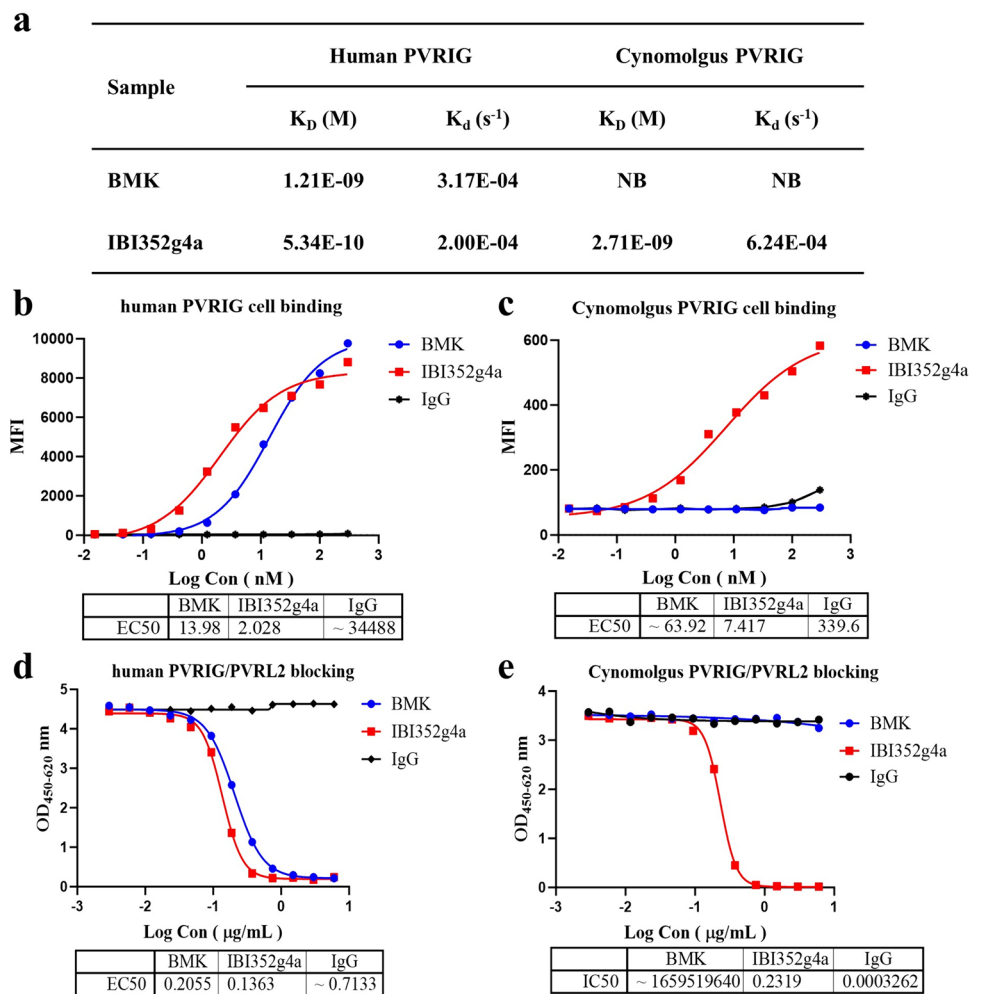 a
Human PVRIG Cynomolgus PVRIG
Sample
K_D (M) K_d (s⁻¹) K_D (M) K_d (s⁻¹)
BMK 1.21E-09 3.17E-04 NB NB
IBI352g4a 5.34E-10 2.00E-04 2.71E-09 6.24E-04
b
human PVRIG cell binding
10000
8000
6000
4000
2000
0
MFI
-2 -1 0 1 2 3
Log Con ( nM )
BMK
IBI352g4a
IgG
BMK IBI352g4a IgG
EC50 13.98 2.028 ~ 34488
c
Cynomolgus PVRIG cell binding
600
400
200
0
MFI
-2 -1 0 1 2 3
Log Con ( nM )
BMK
IBI352g4a
IgG
BMK IBI352g4a IgG
EC50 ~ 63.92 7.417 339.6
d
human PVRIG/PVRL2 blocking
5
4
3
2
1
0
OD450-620 nm
-3 -2 -1 0 1
Log Con ( μg/mL )
BMK
IBI352g4a
IgG
BMK IBI352g4a IgG
EC50 0.2055 0.1363 ~ 0.7133
e
Cynomolgus PVRIG/PVRL2 blocking
4
3
2
1
0
OD450-620 nm
-3 -2 -1 0 1
Log Con ( μg/mL )
BMK
IBI352g4a
IgG
BMK IBI352g4a IgG
IC50 ~ 1659519640 0.2319 0.0003262